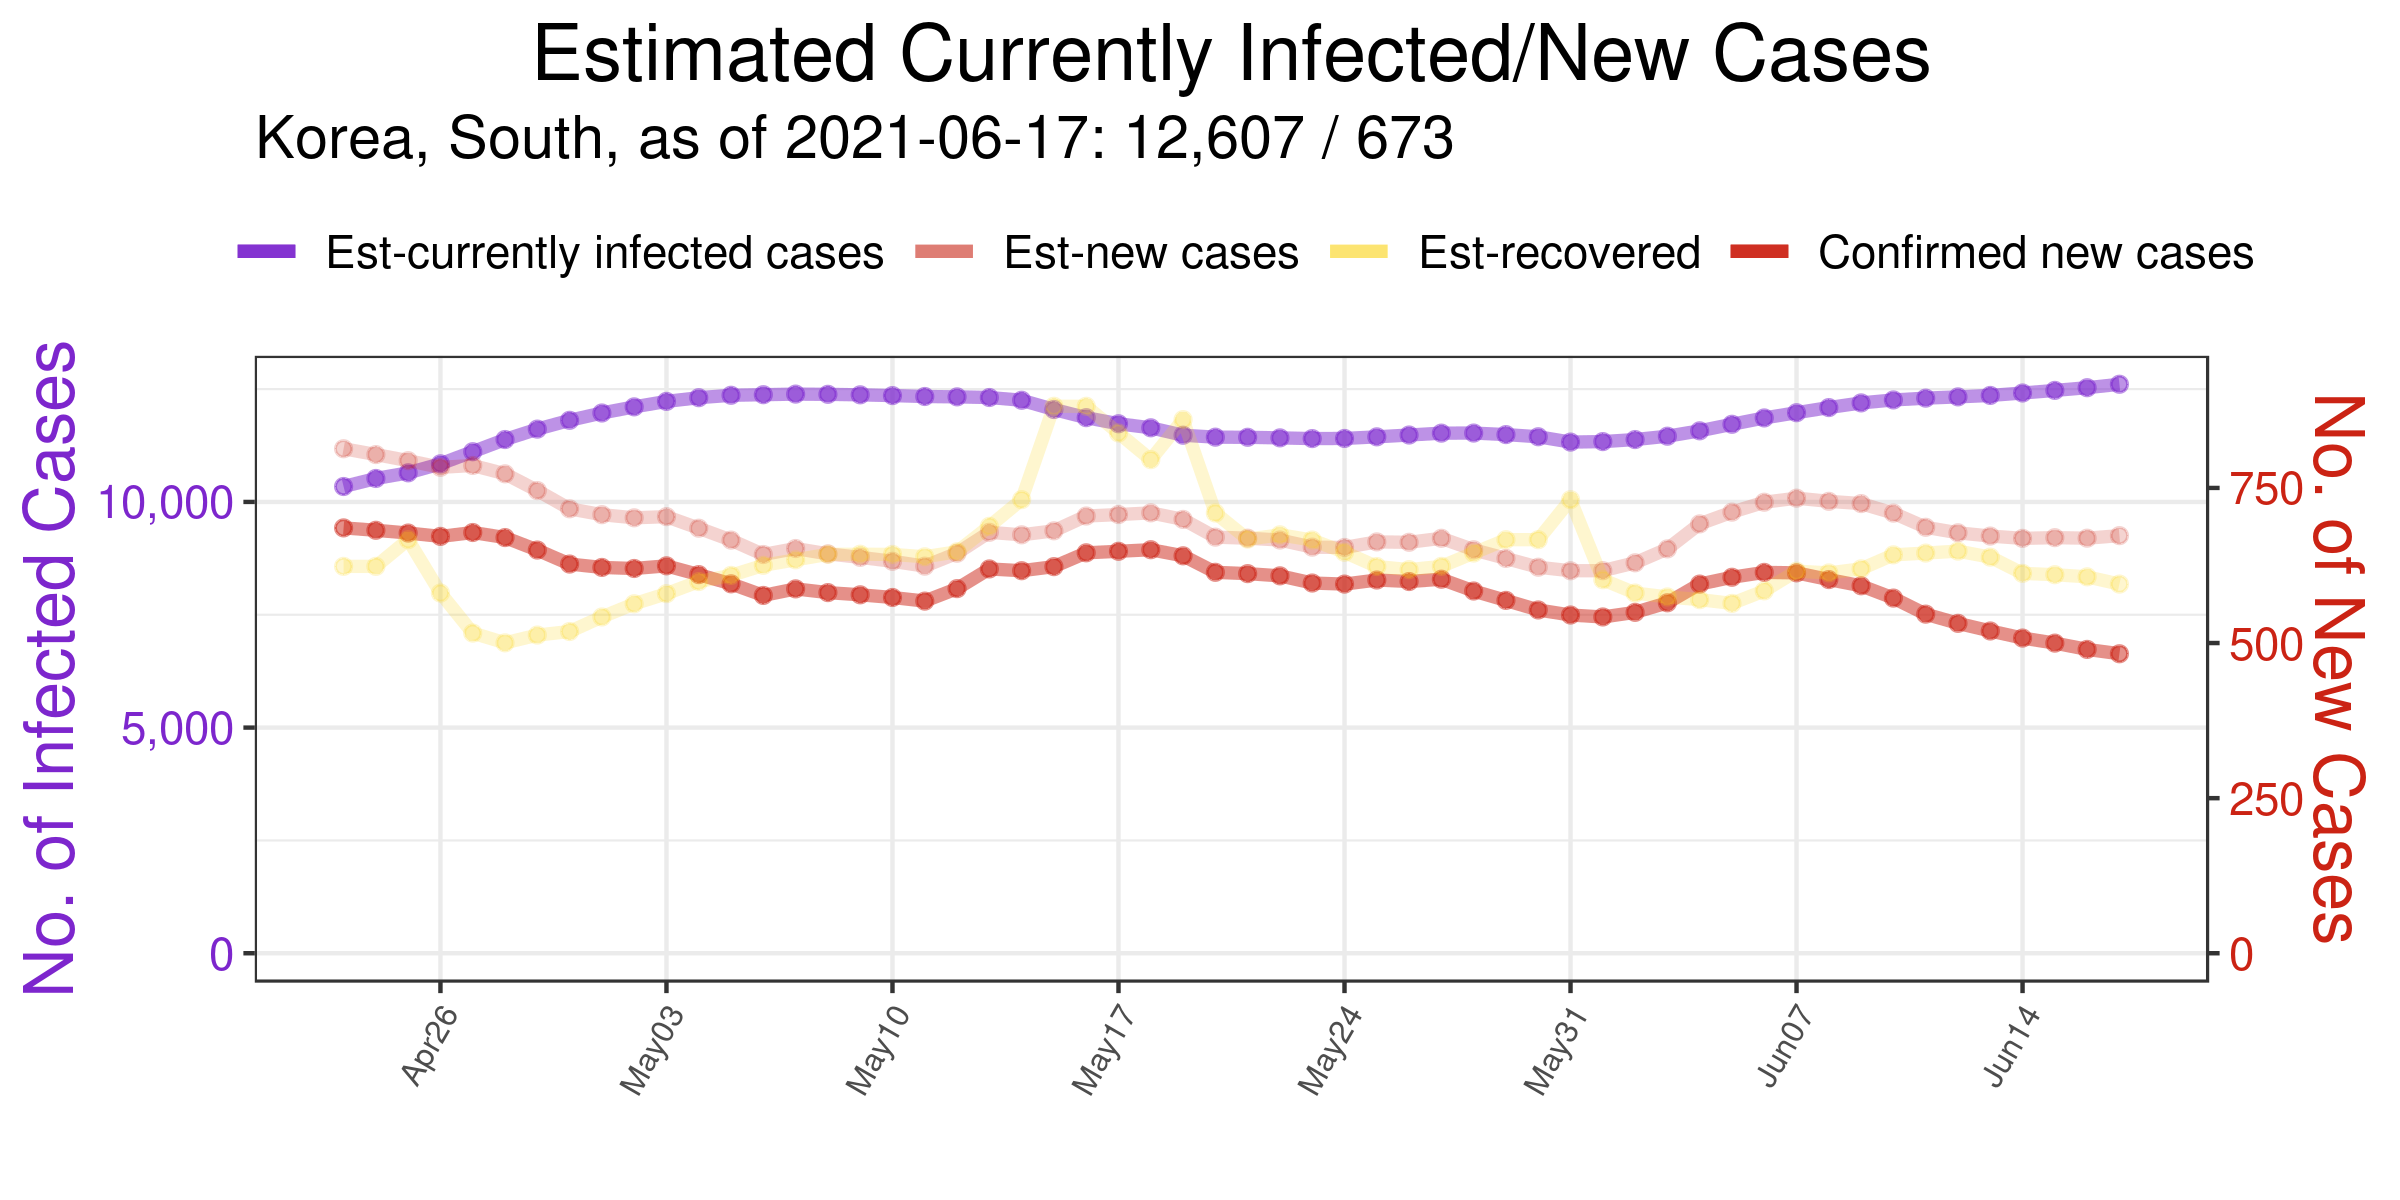 Estimated Currently Infected/New Cases
Korea, South, as of 2021-06-17: 12,607 / 673
Est-currently infected cases Est-new cases Est-recovered Confirmed new cases
No. of Infected Cases
10,000
5,000
0
750
500
250
0
No. of New Cases
Apr26 May03 May10 May17 May24 May31 Jun07 Jun14